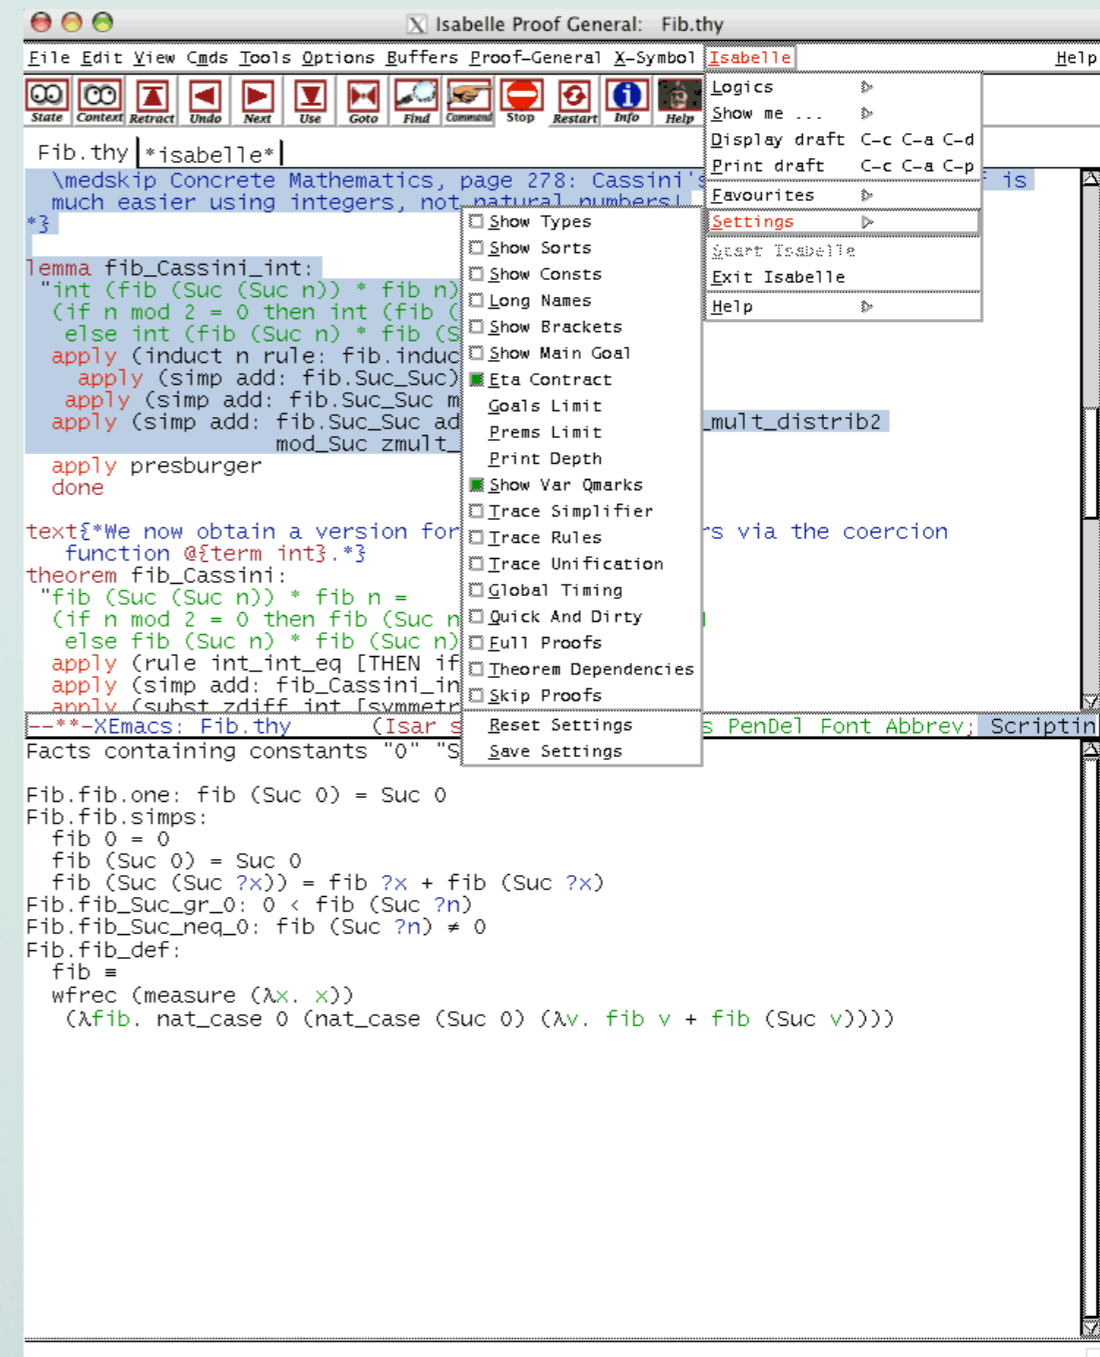 Isabelle Proof General: Fib.thy
File Edit View Cmds Tools Options Buffers Proof-General X-Symbol Isabelle Help
State Context Retract Undo Next Use Goto Find Command Stop Restart Info Help
Logics
Show me ...
Display draft C-c C-a C-d
Print draft C-c C-a C-p
Favourites
Settings
Start Isabelle
Exit Isabelle
Help
Fib.thy *isabelle*
\medskip Concrete Mathematics, page 278: Cassini's is
much easier using integers, not natural numbers!
*}
lemma fib_Cassini_int:
"int (fib (Suc (Suc n)) * fib n)
(if n mod 2 = 0 then int (fib (
else int (fib (Suc n) * fib (S
apply (induct n rule: fib.induc
apply (simp add: fib.Suc_Suc)
apply (simp add: fib.Suc_Suc m
apply (simp add: fib.Suc_Suc ad _mult_distrib2
mod_Suc zmult_
apply presburger
done
text{*We now obtain a version for rs via the coercion
function @{term int}.*}
theorem fib_Cassini:
"fib (Suc (Suc n)) * fib n =
(if n mod 2 = 0 then fib (Suc n
else fib (Suc n) * fib (Suc n)
apply (rule int_int_eq [THEN if
apply (simp add: fib_Cassini_in
apply (subst zdiff_int [symmetr
Show Types
Show Sorts
Show Consts
Long Names
Show Brackets
Show Main Goal
Eta Contract
Goals Limit
Prems Limit
Print Depth
Show Var Qmarks
Trace Simplifier
Trace Rules
Trace Unification
Global Timing
Quick And Dirty
Full Proofs
Theorem Dependencies
Skip Proofs
Reset Settings
Save Settings
--**-XEmacs: Fib.thy (Isar s s PenDel Font Abbrev; Scriptin
Facts containing constants "0" "S
Fib.fib.one: fib (Suc 0) = Suc 0
Fib.fib.simps:
fib 0 = 0
fib (Suc 0) = Suc 0
fib (Suc (Suc ?x)) = fib ?x + fib (Suc ?x)
Fib.fib_Suc_gr_0: 0 < fib (Suc ?n)
Fib.fib_Suc_neq_0: fib (Suc ?n) ≠ 0
Fib.fib_def:
fib ≡
wfrec (measure (λx. x))
(λfib. nat_case 0 (nat_case (Suc 0) (λv. fib v + fib (Suc v))))